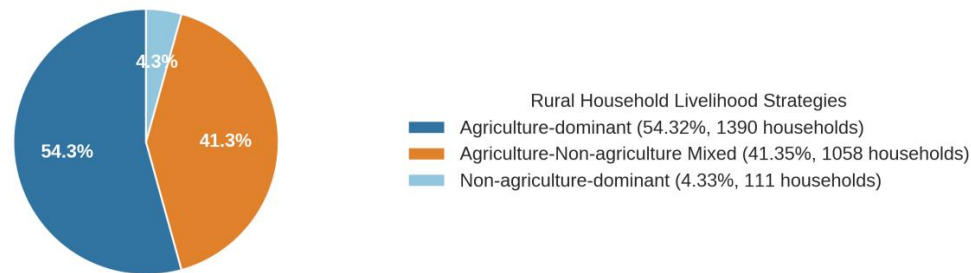 4.3%
54.3%
41.3%
Rural Household Livelihood Strategies
Agriculture-dominant (54.32%, 1390 households)
Agriculture-Non-agriculture Mixed (41.35%, 1058 households)
Non-agriculture-dominant (4.33%, 111 households)